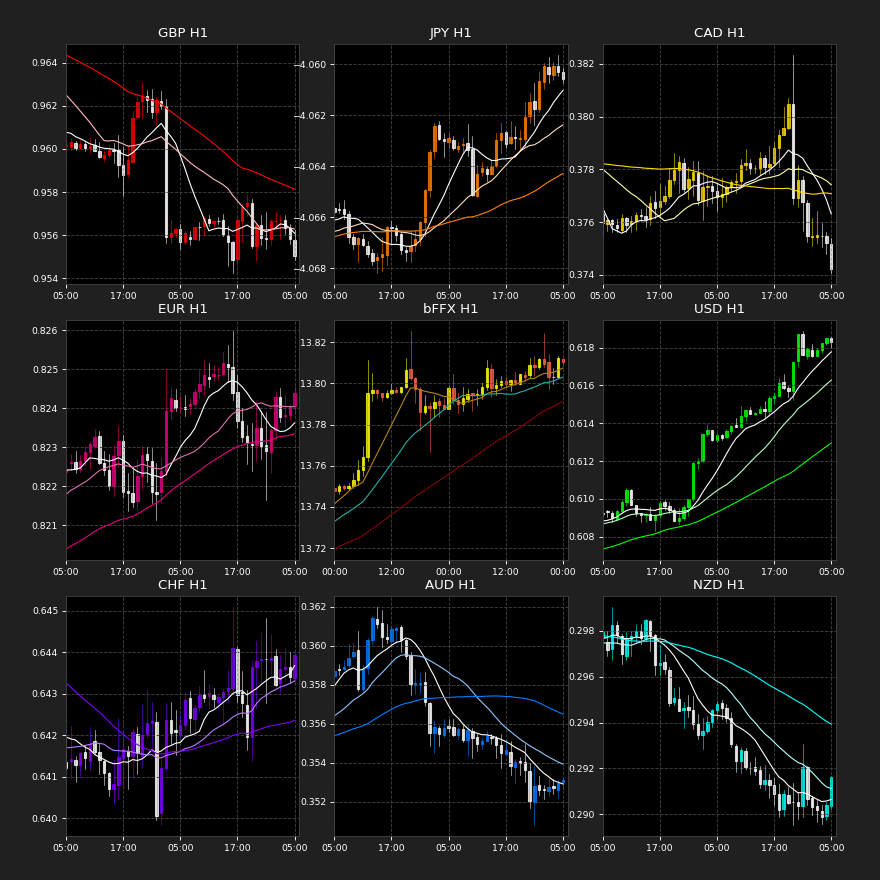 GBP H1
0.964
0.962
0.960
0.958
0.956
0.954
05:00 17:00 05:00 17:00 05:00
JPY H1
−4.060
−4.062
−4.064
−4.066
−4.068
05:00 17:00 05:00 17:00 05:00
CAD H1
0.382
0.380
0.378
0.376
0.374
05:00 17:00 05:00 17:00 05:00
EUR H1
0.826
0.825
0.824
0.823
0.822
0.821
05:00 17:00 05:00 17:00 05:00
bFFX H1
13.82
13.80
13.78
13.76
13.74
13.72
00:00 12:00 00:00 12:00 00:00
USD H1
0.618
0.616
0.614
0.612
0.610
0.608
05:00 17:00 05:00 17:00 05:00
CHF H1
0.645
0.644
0.643
0.642
0.641
0.640
05:00 17:00 05:00 17:00 05:00
AUD H1
0.362
0.360
0.358
0.356
0.354
0.352
05:00 17:00 05:00 17:00 05:00
NZD H1
0.298
0.296
0.294
0.292
0.290
05:00 17:00 05:00 17:00 05:00